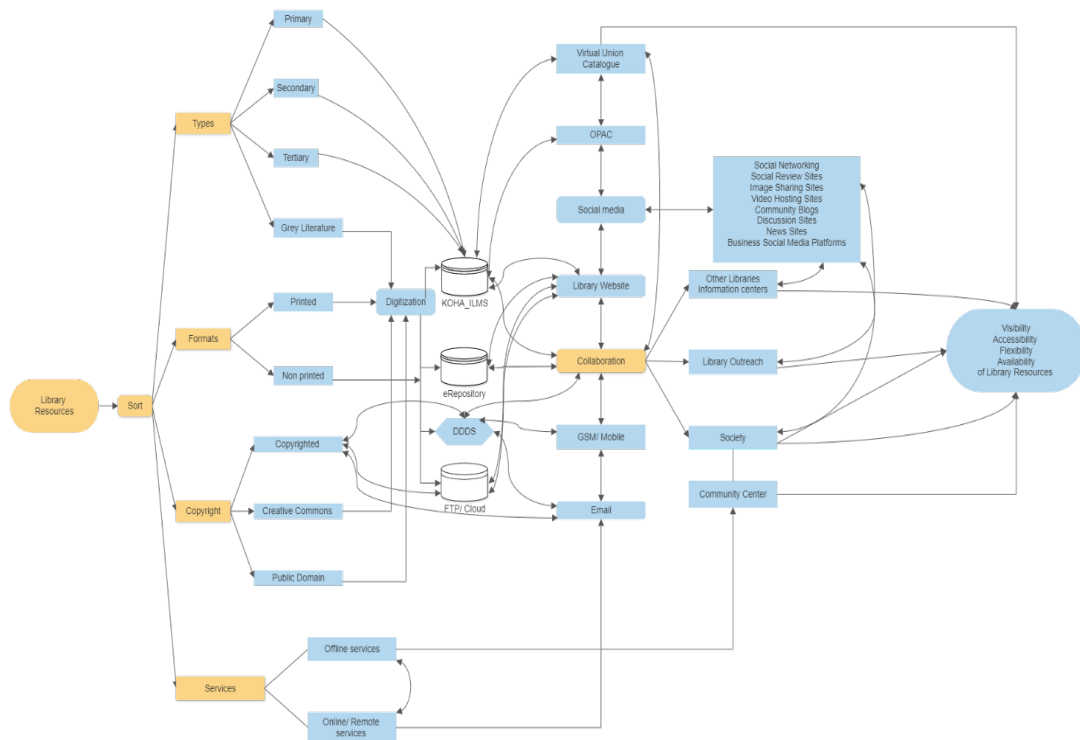 Primary
Secondary
Types
Tertiary
Grey Literature
Printed
Digitization
Formats
Non printed
Library
Resources
Sort
Copyrighted
Copyright
Creative Commons
Public Domain
Offline services
Services
Online/ Remote
services
KOHA_ILMS
eRepository
DDDS
FTP/ Cloud
Virtual Union
Catalogue
OPAC
Social media
Library Website
Collaboration
GSM/ Mobile
Email
Social Networking
Social Review Sites
Image Sharing Sites
Video Hosting Sites
Community Blogs
Discussion Sites
News Sites
Business Social Media Platforms
Other Libraries
Information centers
Library Outreach
Society
Community Center
Visibility
Accessibility
Flexibility
Availability
of Library Resources